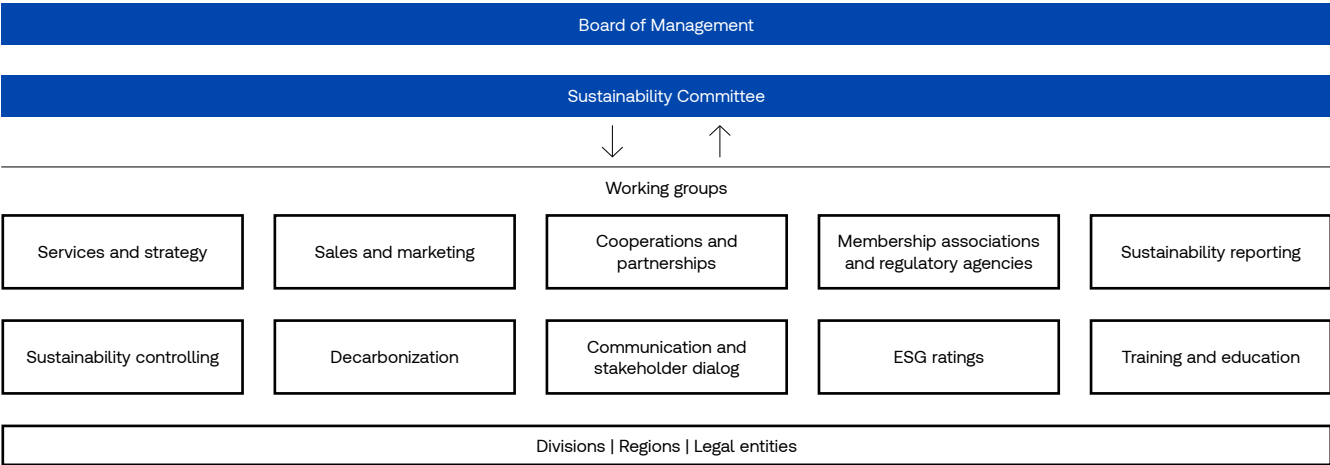 Board of Management
Sustainability Committee
Working groups
Services and strategy
Sales and marketing
Cooperations and
partnerships
Membership associations
and regulatory agencies
Sustainability reporting
Sustainability controlling
Decarbonization
Communication and
stakeholder dialog
ESG ratings
Training and education
Divisions | Regions | Legal entities